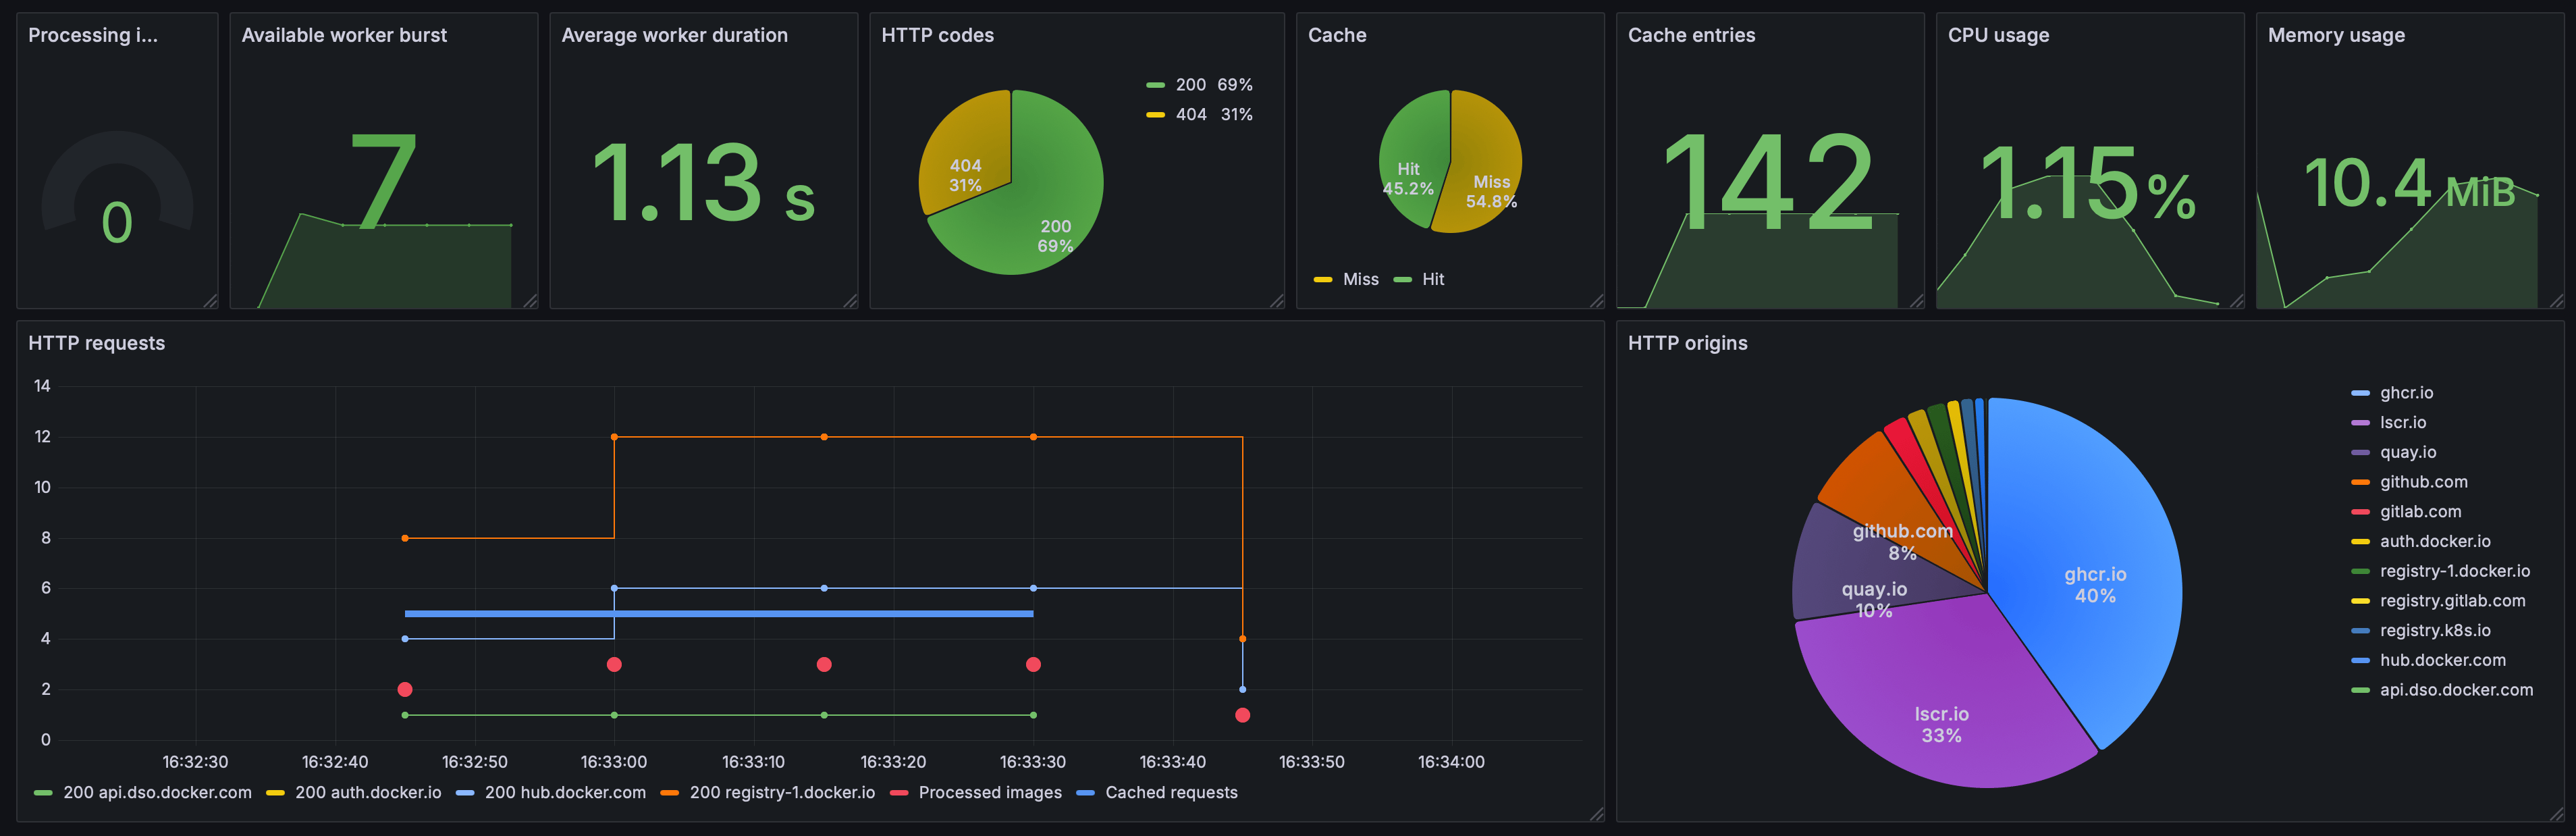 Processing i...
0
Available worker burst
7
Average worker duration
1.13 s
HTTP codes
404
31%
200
69%
200 69%
404 31%
Cache
Hit
45.2%
Miss
54.8%
Miss Hit
Cache entries
142
CPU usage
1.15%
Memory usage
10.4 MiB
HTTP requests
14
12
10
8
6
4
2
0
16:32:30 16:32:40 16:32:50 16:33:00 16:33:10 16:33:20 16:33:30 16:33:40 16:33:50 16:34:00
200 api.dso.docker.com 200 auth.docker.io 200 hub.docker.com 200 registry-1.docker.io Processed images Cached requests
HTTP origins
github.com
8%
quay.io
10%
ghcr.io
40%
lscr.io
33%
ghcr.io
lscr.io
quay.io
github.com
gitlab.com
auth.docker.io
registry-1.docker.io
registry.gitlab.com
registry.k8s.io
hub.docker.com
api.dso.docker.com